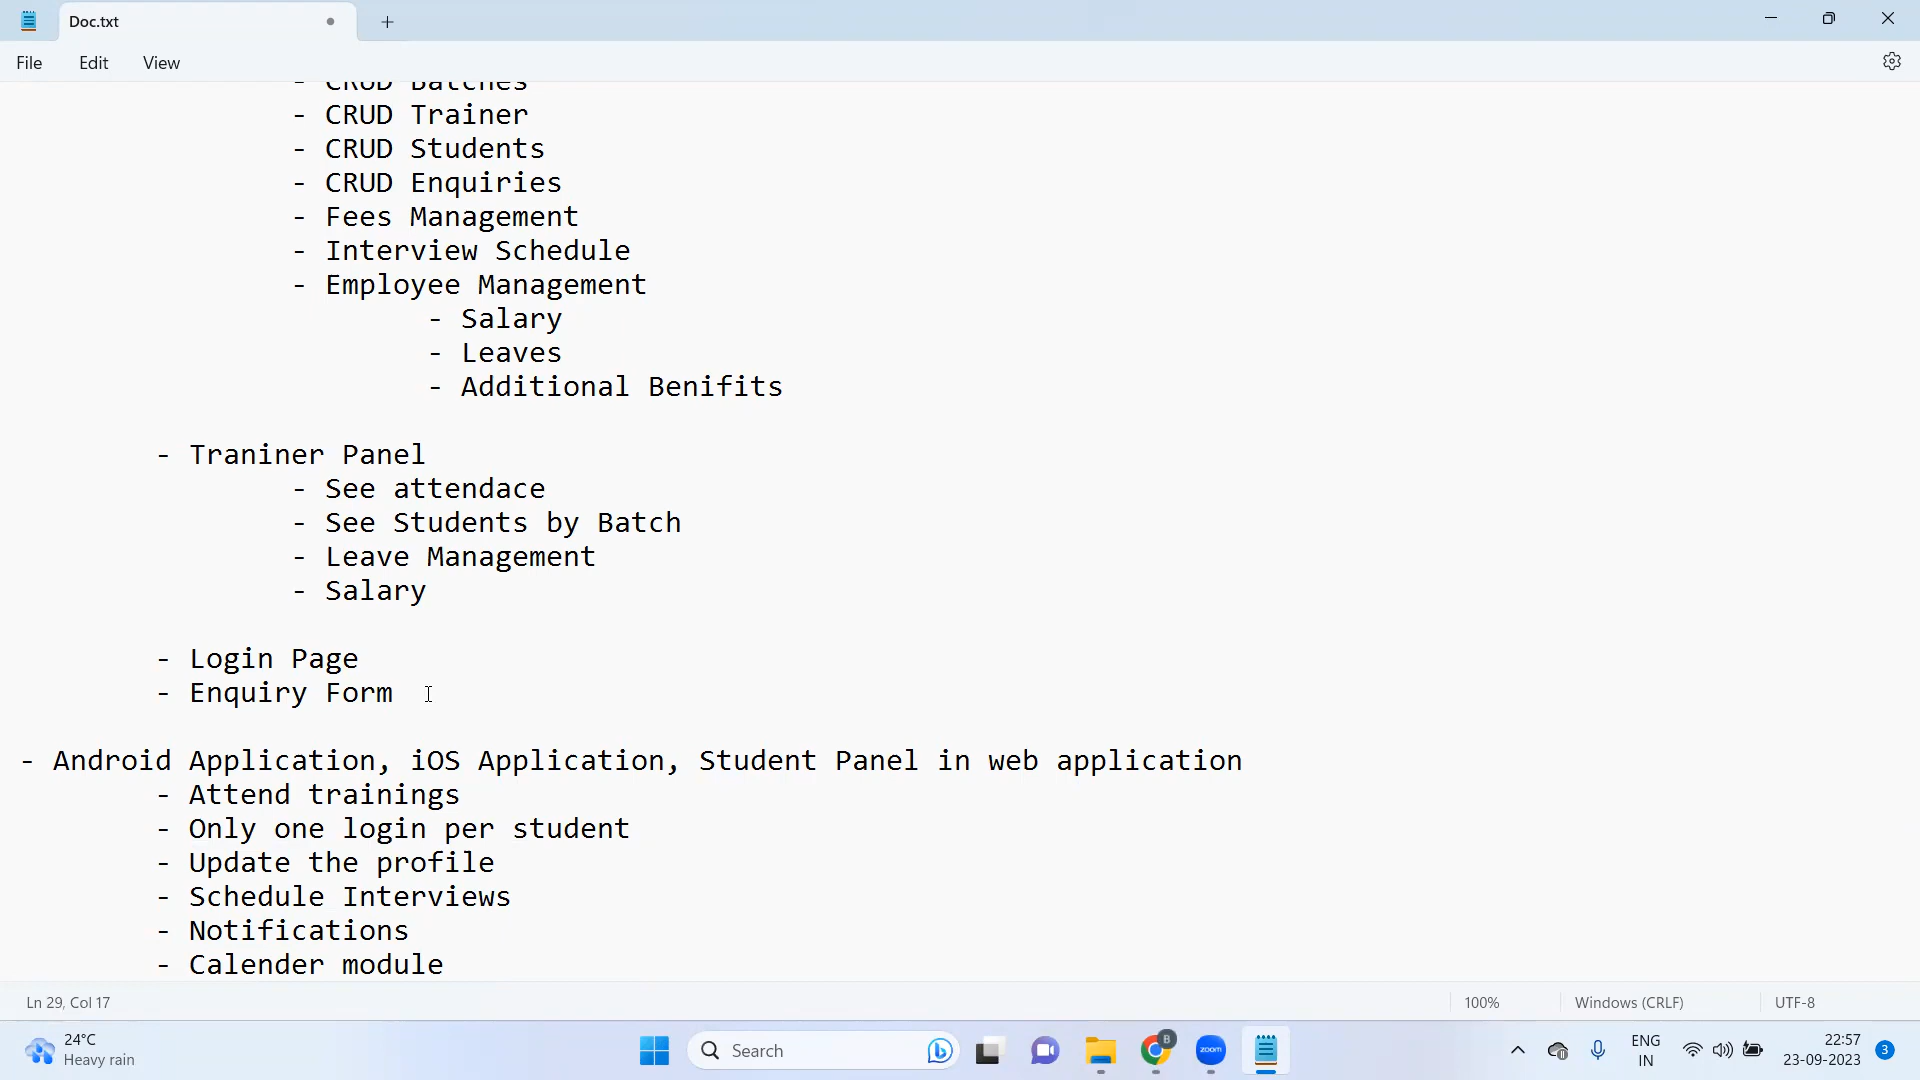 Doc.txt
File Edit View
- CRUD Batches
- CRUD Trainer
- CRUD Students
- CRUD Enquiries
- Fees Management
- Interview Schedule
- Employee Management
- Salary
- Leaves
- Additional Benifits
- Traniner Panel
- See attendace
- See Students by Batch
- Leave Management
- Salary
- Login Page
- Enquiry Form
- Android Application, iOS Application, Student Panel in web application
- Attend trainings
- Only one login per student
- Update the profile
- Schedule Interviews
- Notifications
- Calender module
Ln 29, Col 17 100% Windows (CRLF) UTF-8
24°C
Heavy rain
Search
B
zoom
ENG
IN
22:57
23-09-2023
3